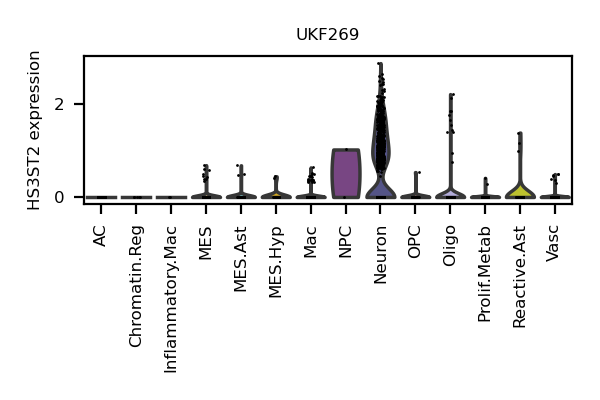 UKF269
HS3ST2 expression
2
0
AC
Chromatin.Reg
Inflammatory.Mac
MES
MES.Ast
MES.Hyp
Mac
NPC
Neuron
OPC
Oligo
Prolif.Metab
Reactive.Ast
Vasc